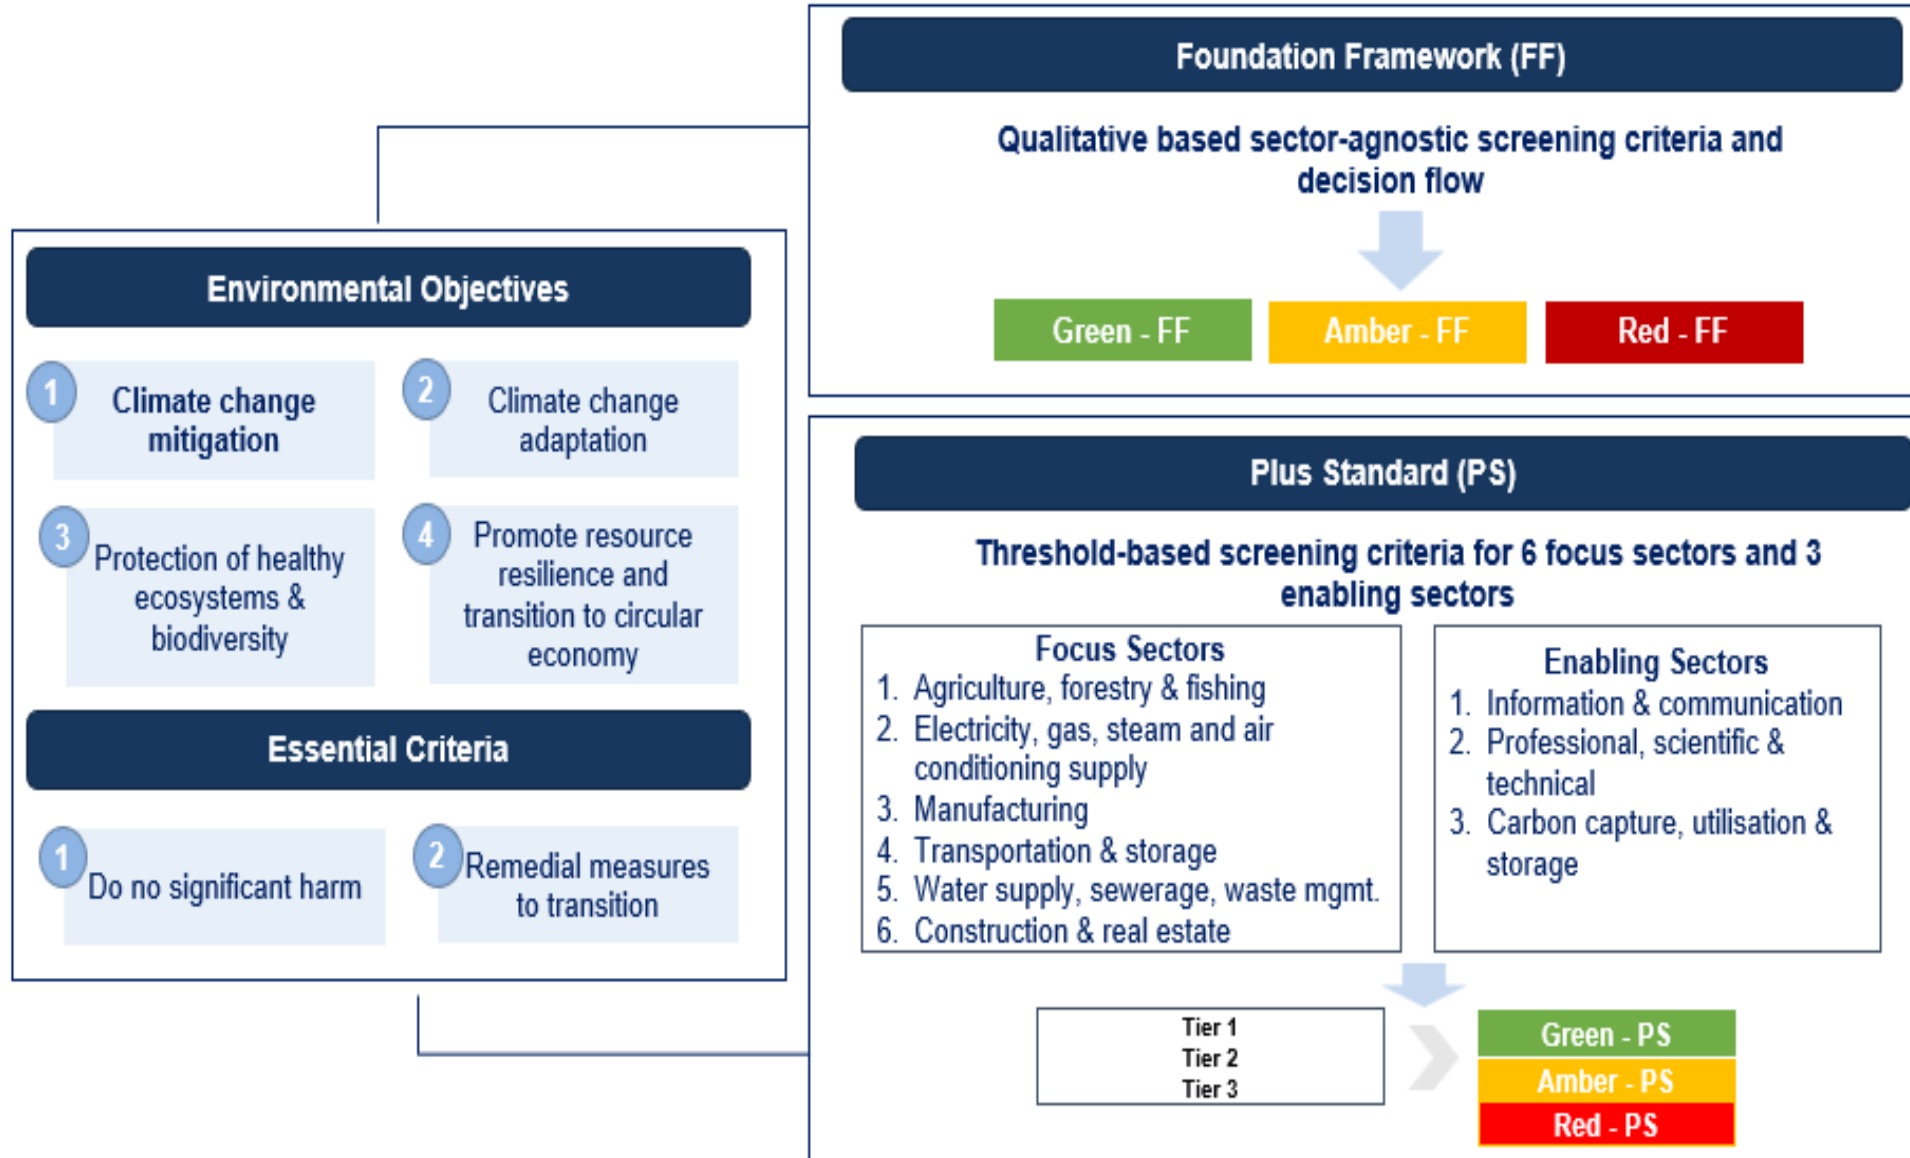 Foundation Framework (FF)
Qualitative based sector-agnostic screening criteria and
decision flow
Green - FF
Amber - FF
Red - FF
Environmental Objectives
1
Climate change
mitigation
2
Climate change
adaptation
3
Protection of healthy
ecosystems &
biodiversity
4
Promote resource
resilience and
transition to circular
economy
Essential Criteria
1
Do no significant harm
2
Remedial measures
to transition
Plus Standard (PS)
Threshold-based screening criteria for 6 focus sectors and 3
enabling sectors
Focus Sectors
1. Agriculture, forestry & fishing
2. Electricity, gas, steam and air
conditioning supply
3. Manufacturing
4. Transportation & storage
5. Water supply, sewerage, waste mgmt.
6. Construction & real estate
Enabling Sectors
1. Information & communication
2. Professional, scientific &
technical
3. Carbon capture, utilisation &
storage
Tier 1
Tier 2
Tier 3
Green - PS
Amber - PS
Red - PS